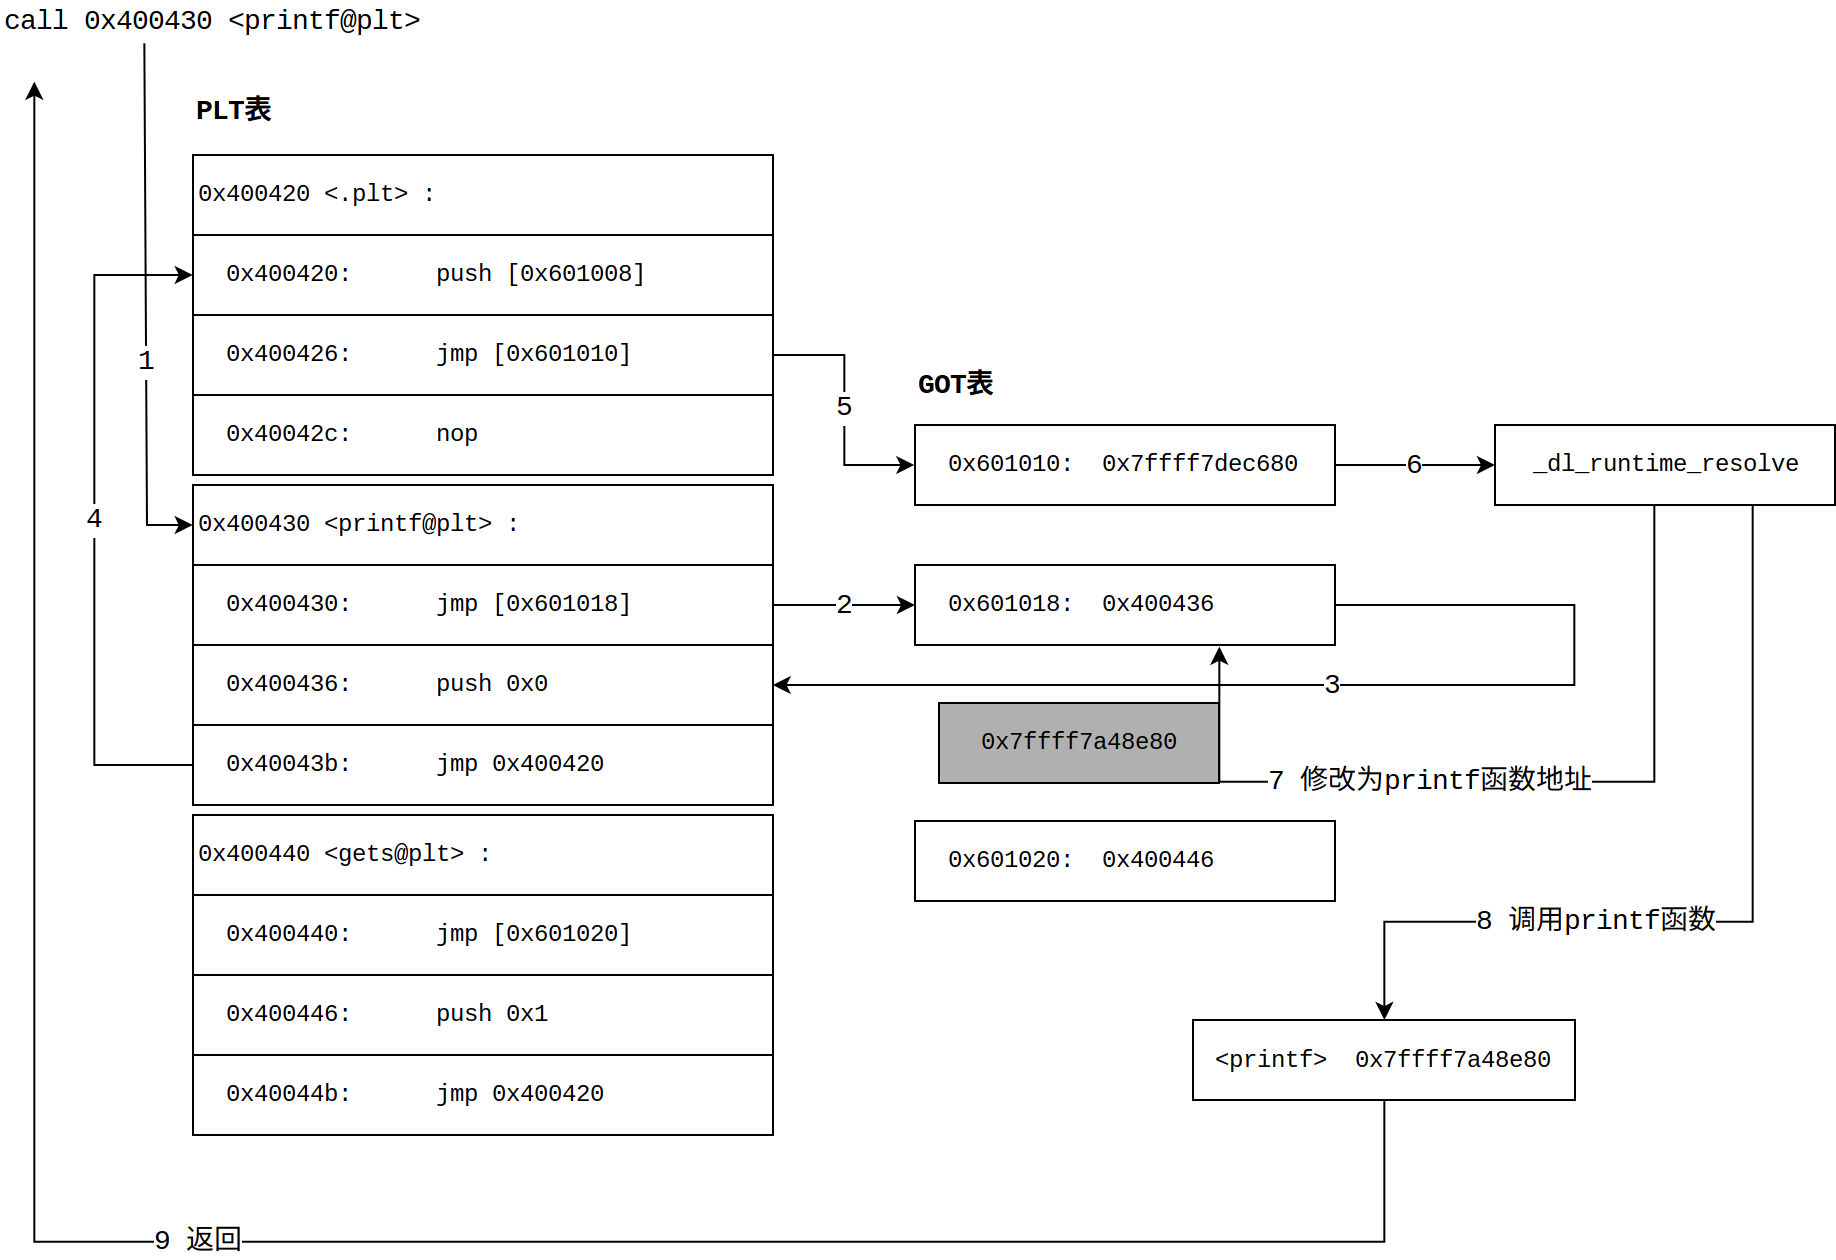 call 0x400430 <printf@plt>
PLT表
0x400420 <.plt> :
0x400420: push [0x601008]
0x400426: jmp [0x601010]
0x40042c: nop
0x400430 <printf@plt> :
0x400430: jmp [0x601018]
0x400436: push 0x0
0x40043b: jmp 0x400420
0x400440 <gets@plt> :
0x400440: jmp [0x601020]
0x400446: push 0x1
0x40044b: jmp 0x400420
1
4
5
2
GOT表
0x601010: 0x7ffff7dec680
6
_dl_runtime_resolve
0x601018: 0x400436
3
0x7ffff7a48e80
7 修改为printf函数地址
0x601020: 0x400446
8 调用printf函数
<printf> 0x7ffff7a48e80
9 返回